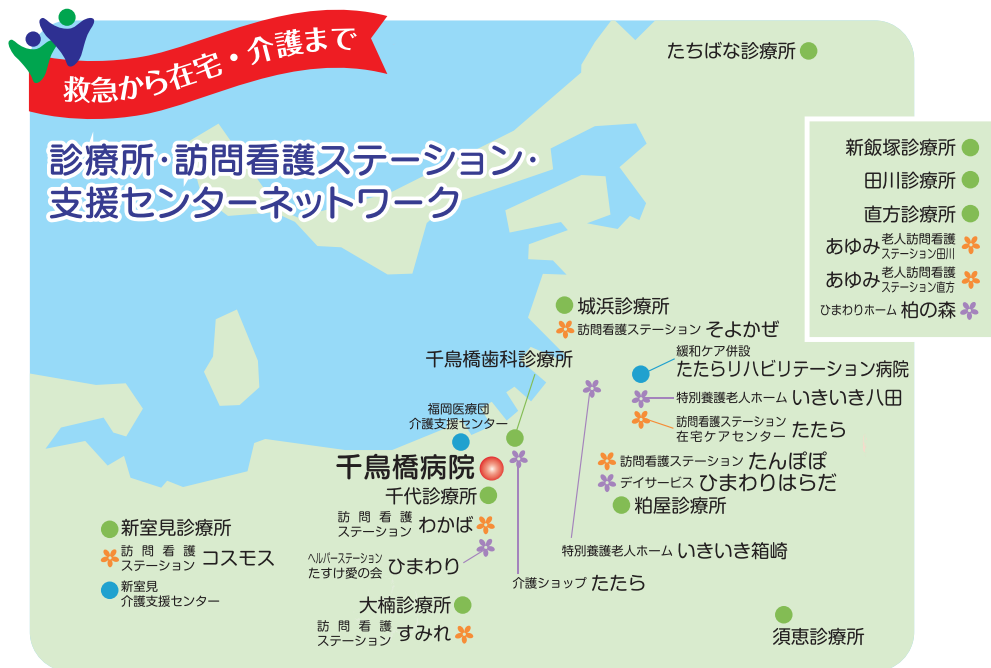 救急から在宅・介護まで
診療所・訪問看護ステーション・
支援センターネットワーク
たちばな診療所
新飯塚診療所
田川診療所
直方診療所
あゆみ 老人訪問看護
ステーション田川
あゆみ 老人訪問看護
ステーション直方
ひまわりホーム 柏の森
城浜診療所
訪問看護ステーション そよかぜ
千鳥橋歯科診療所
緩和ケア併設
たたらリハビリテーション病院
特別養護老人ホーム いきいき八田
訪問看護ステーション
在宅ケアセンター たたら
福岡医療団
介護支援センター
千鳥橋病院
訪問看護ステーション たんぽぽ
デイサービス ひまわりはらだ
粕屋診療所
千代診療所
訪問看護
ステーション わかば
ヘルパーステーション
たすけ愛の会 ひまわり
特別養護老人ホーム いきいき箱崎
介護ショップ たたら
新室見診療所
訪問看護
ステーション コスモス
新室見
介護支援センター
大楠診療所
訪問看護
ステーション すみれ
須恵診療所